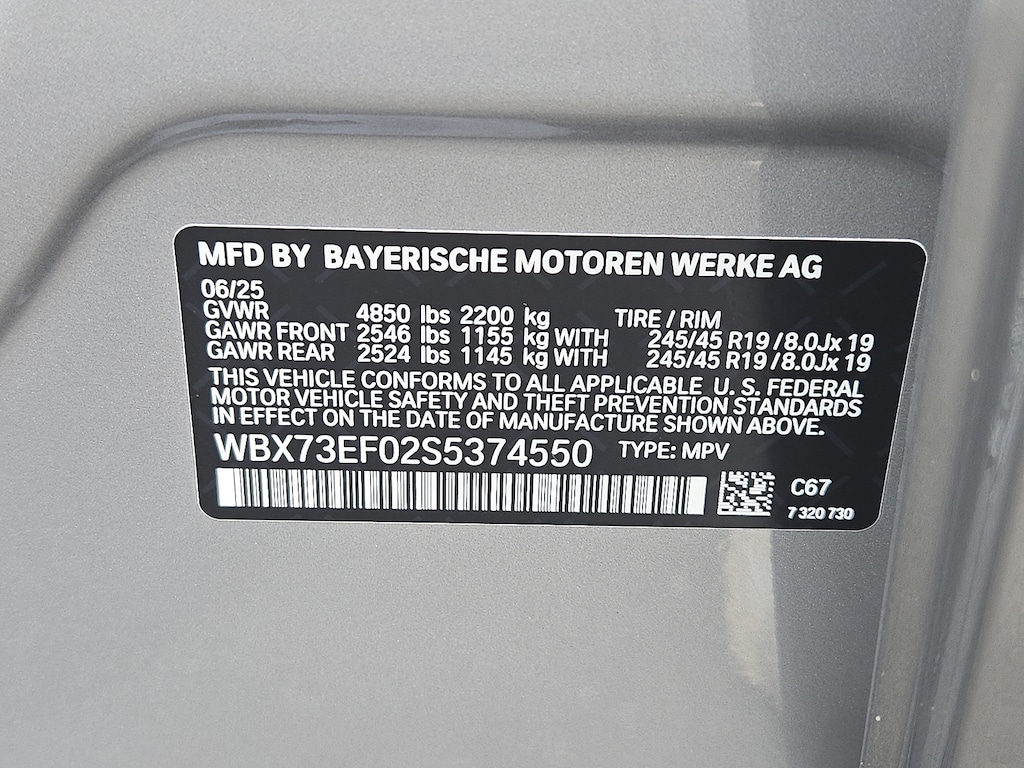 MFD BY BAYERISCHE MOTOREN WERKE AG
06/25
GVWR 4850 lbs 2200 kg TIRE / RIM
GAWR FRONT 2546 lbs 1155 kg WITH 245/45 R19 /8.0Jx 19
GAWR REAR 2524 lbs 1145 kg WITH 245/45 R19 /8.0Jx 19
THIS VEHICLE CONFORMS TO ALL APPLICABLE U. S. FEDERAL
MOTOR VEHICLE SAFETY AND THEFT PREVENTION STANDARDS
IN EFFECT ON THE DATE OF MANUFACTURE SHOWN ABOVE.
WBX73EF02S5374550 TYPE: MPV
C67
7 320 730